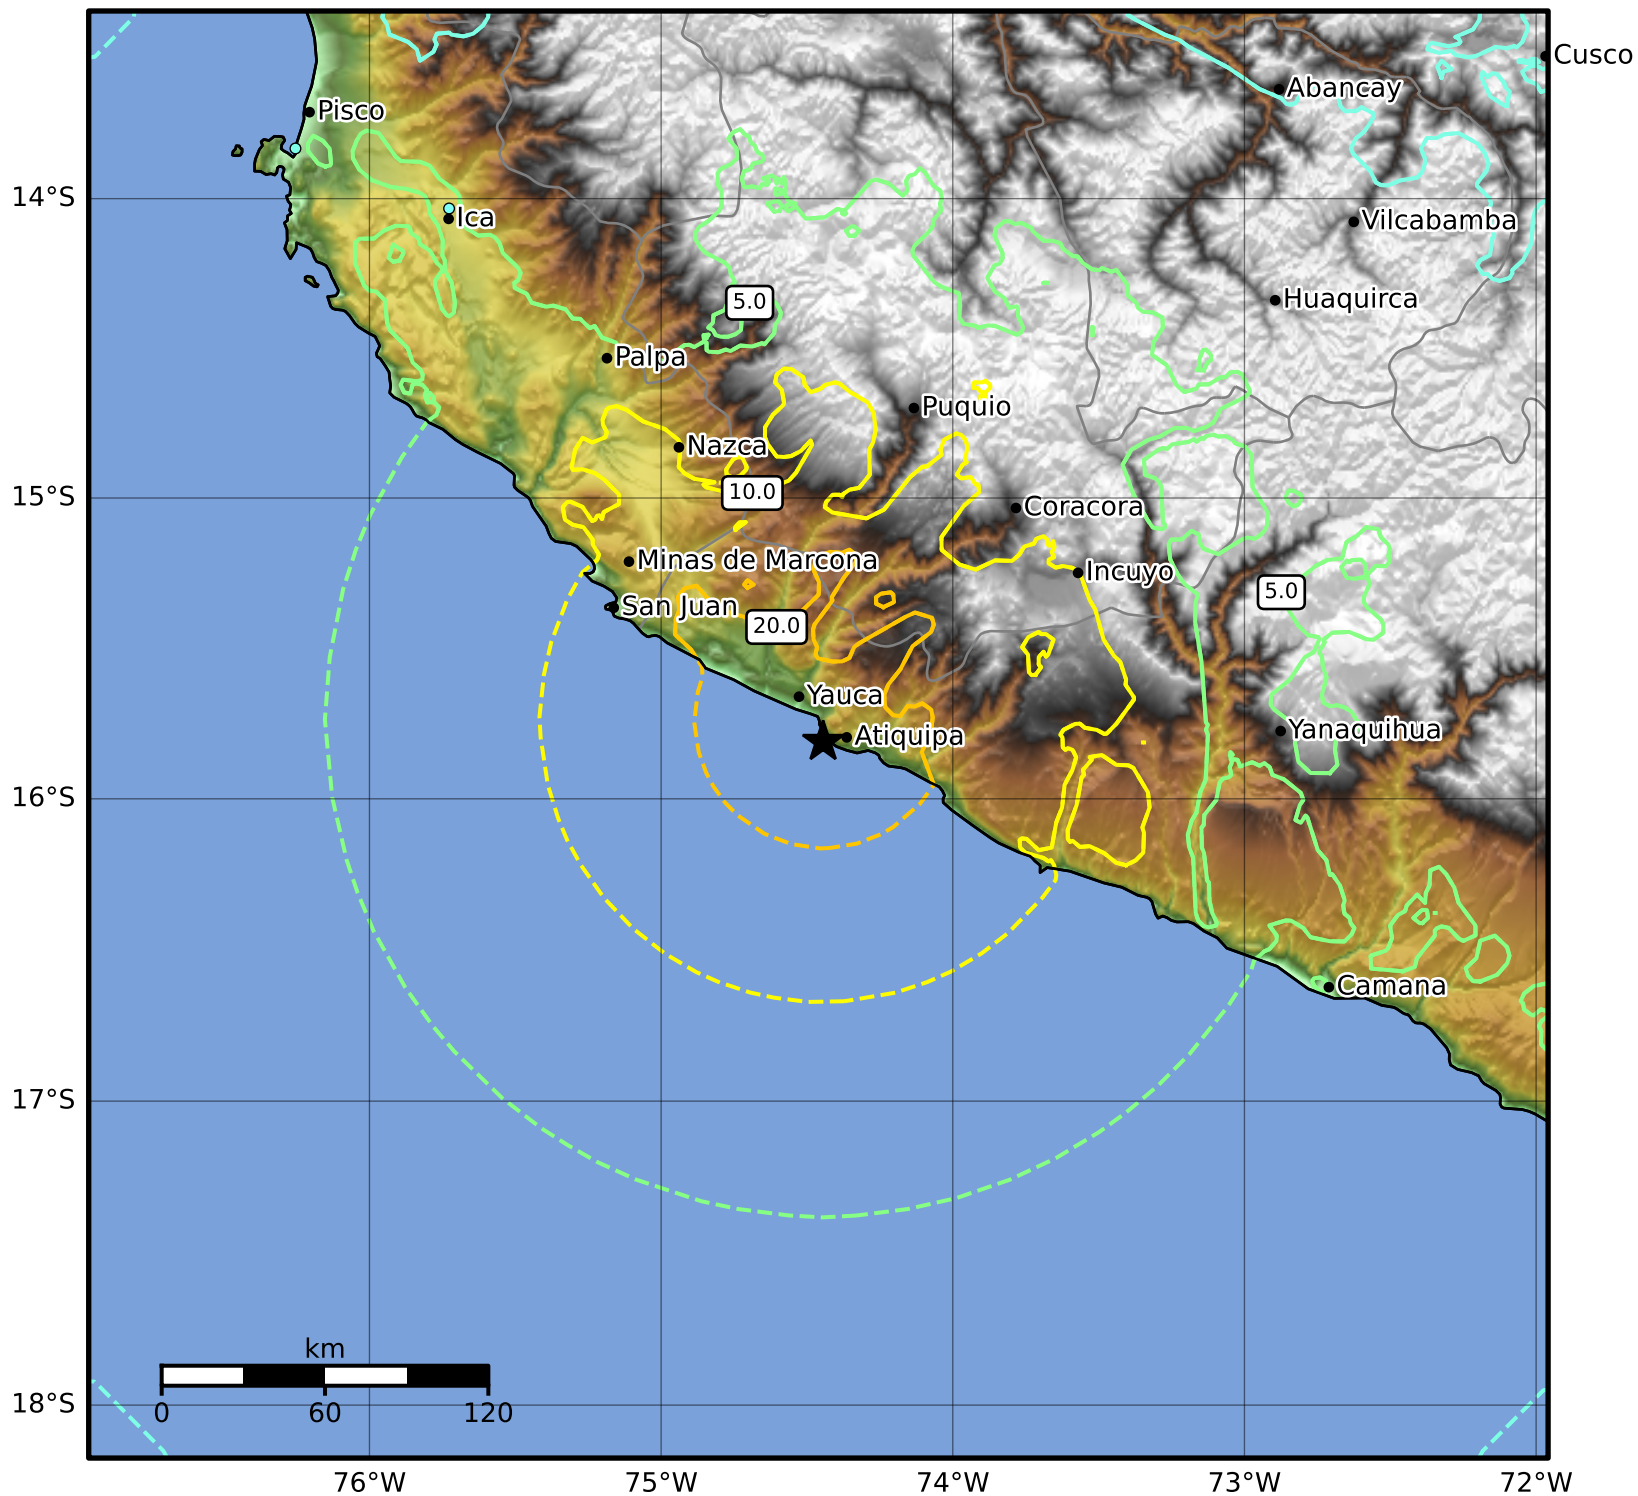 Cusco
Abancay
Pisco
14°S
Ica
Vilcabamba
Huaquirca
5.0
Palpa
Puquio
Nazca
10.0
15°S
Coracora
Minas de Marcona
Incuyo
5.0
San Juan
20.0
Yauca
Atiquipa
Yanaquihua
16°S
Camana
17°S
km
0 60 120
18°S
76°W 75°W 74°W 73°W 72°W